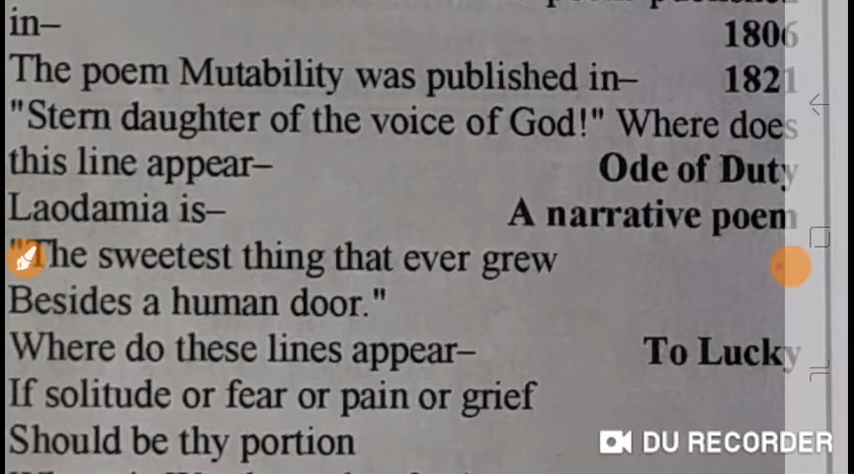 in–
1806
The poem Mutability was published in– 1821
"Stern daughter of the voice of God!" Where does
this line appear– Ode of Duty
Laodamia is– A narrative poem
"The sweetest thing that ever grew
Besides a human door."
Where do these lines appear– To Lucky
If solitude or fear or pain or grief
Should be thy portion
DU RECORDER